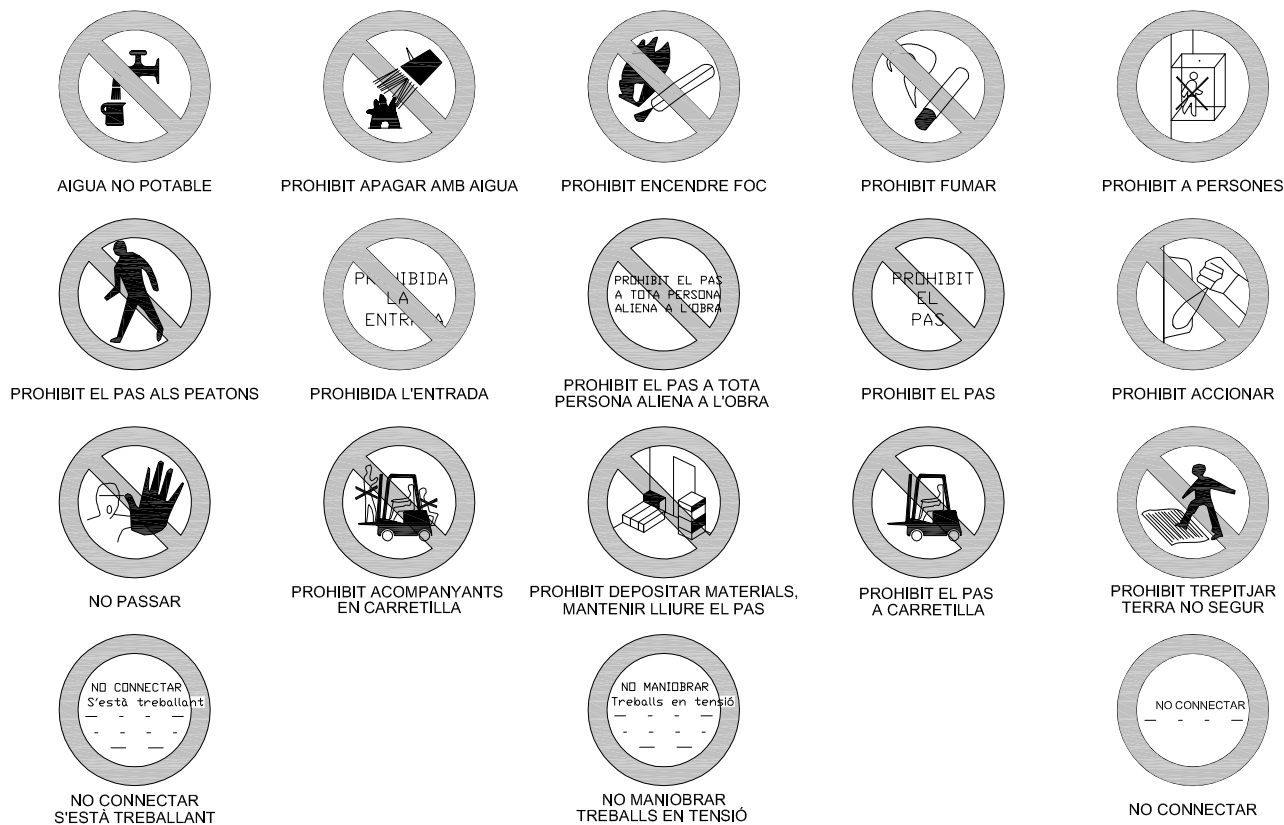 AIGUA NO POTABLE
PROHIBIT APAGAR AMB AIGUA
PROHIBIT ENCENDRE FOC
PROHIBIT FUMAR
PROHIBIT A PERSONES
PROHIBIDA
LA
ENTRADA
PROHIBIT EL PAS
A TOTA PERSONA
ALIENA A L'OBRA
PROHIBIT
EL
PAS
PROHIBIT EL PAS ALS PEATONS
PROHIBIDA L'ENTRADA
PROHIBIT EL PAS A TOTA
PERSONA ALIENA A L'OBRA
PROHIBIT EL PAS
PROHIBIT ACCIONAR
NO PASSAR
PROHIBIT ACOMPANYANTS
EN CARRETILLA
PROHIBIT DEPOSITAR MATERIALS,
MANTENIR LLIURE EL PAS
PROHIBIT EL PAS
A CARRETILLA
PROHIBIT TREPITJAR
TERRA NO SEGUR
NO CONNECTAR
S'està treballant
NO MANIOBRAR
Treballs en tensió
NO CONNECTAR
NO CONNECTAR
S'ESTÀ TREBALLANT
NO MANIOBRAR
TREBALLS EN TENSIÓ
NO CONNECTAR